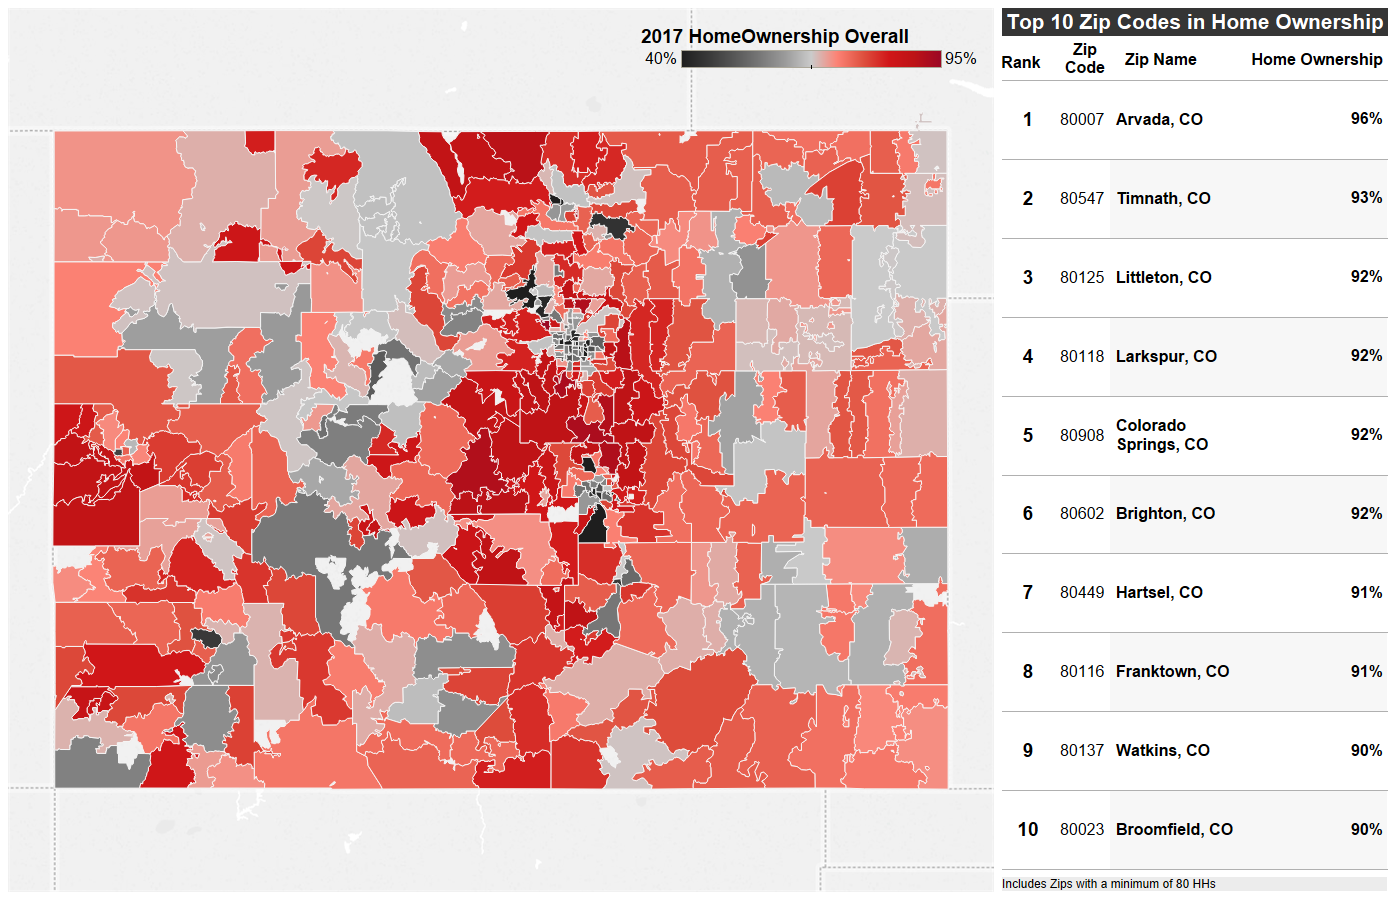 2017 HomeOwnership Overall
40% 95%
Top 10 Zip Codes in Home Ownership
Rank Zip Code Zip Name Home Ownership
1 80007 Arvada, CO 96%
2 80547 Timnath, CO 93%
3 80125 Littleton, CO 92%
4 80118 Larkspur, CO 92%
5 80908 Colorado Springs, CO 92%
6 80602 Brighton, CO 92%
7 80449 Hartsel, CO 91%
8 80116 Franktown, CO 91%
9 80137 Watkins, CO 90%
10 80023 Broomfield, CO 90%
Includes Zips with a minimum of 80 HHs